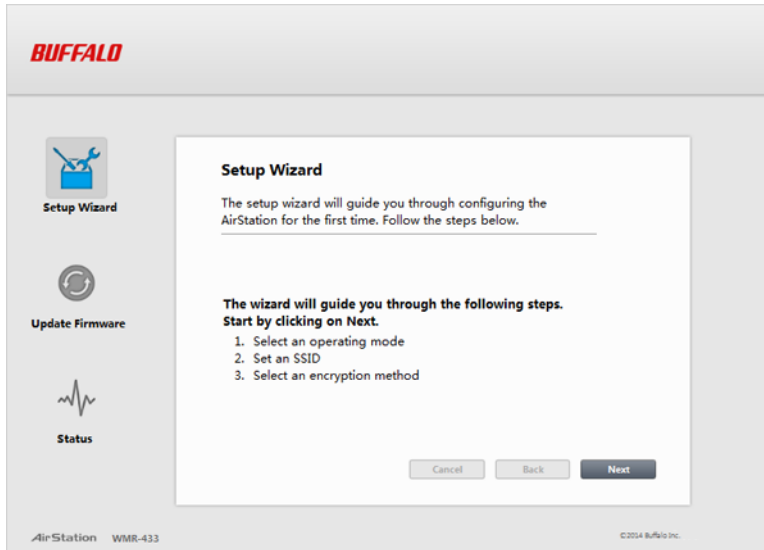 BUFFALO
Setup Wizard
Update Firmware
Status
Setup Wizard
The setup wizard will guide you through configuring the
AirStation for the first time. Follow the steps below.
The wizard will guide you through the following steps.
Start by clicking on Next.
1. Select an operating mode
2. Set an SSID
3. Select an encryption method
Cancel Back Next
AirStation WMR-433
©2014 Buffalo Inc.